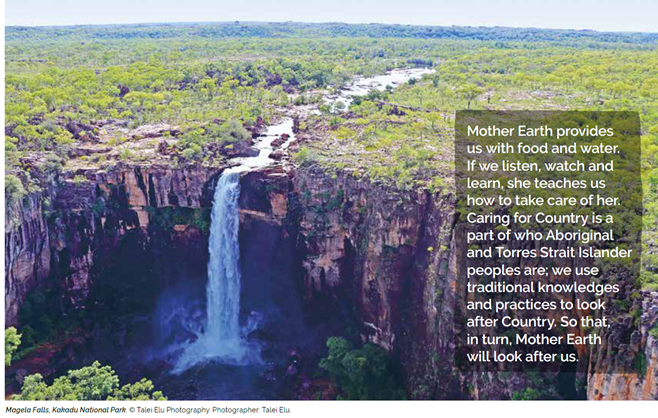 Mother Earth provides
us with food and water.
If we listen, watch and
learn, she teaches us
how to take care of her.
Caring for Country is a
part of who Aboriginal
and Torres Strait Islander
peoples are; we use
traditional knowledges
and practices to look
after Country. So that,
in turn, Mother Earth
will look after us.
Magela Falls, Kakadu National Park. © Talei Elu Photography. Photographer: Talei Elu.